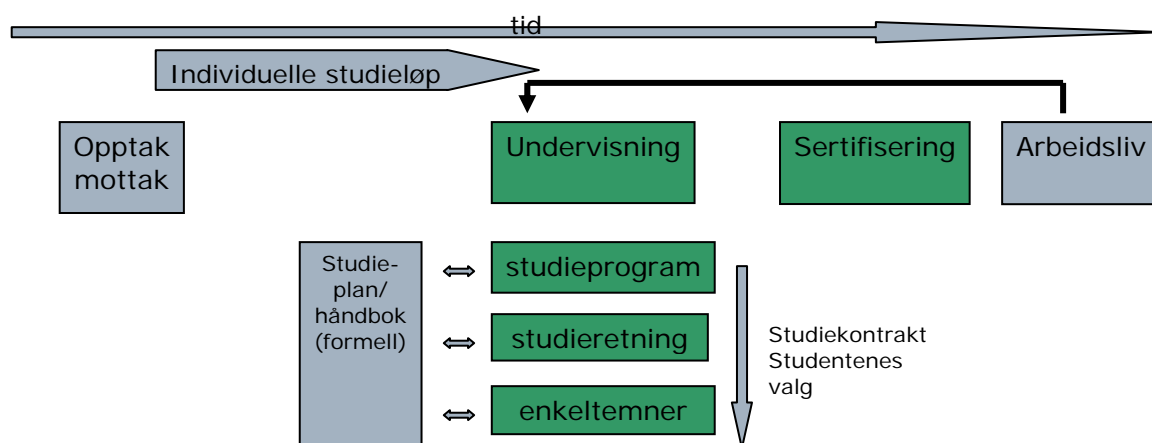 tid
Individuelle studieløp
Opptak
mottak
Undervisning
Sertifisering
Arbeidsliv
Studie-
plan/
håndbok
(formell)
studieprogram
studieretning
enkeltemner
Studiekontrakt
Studentenes
valg